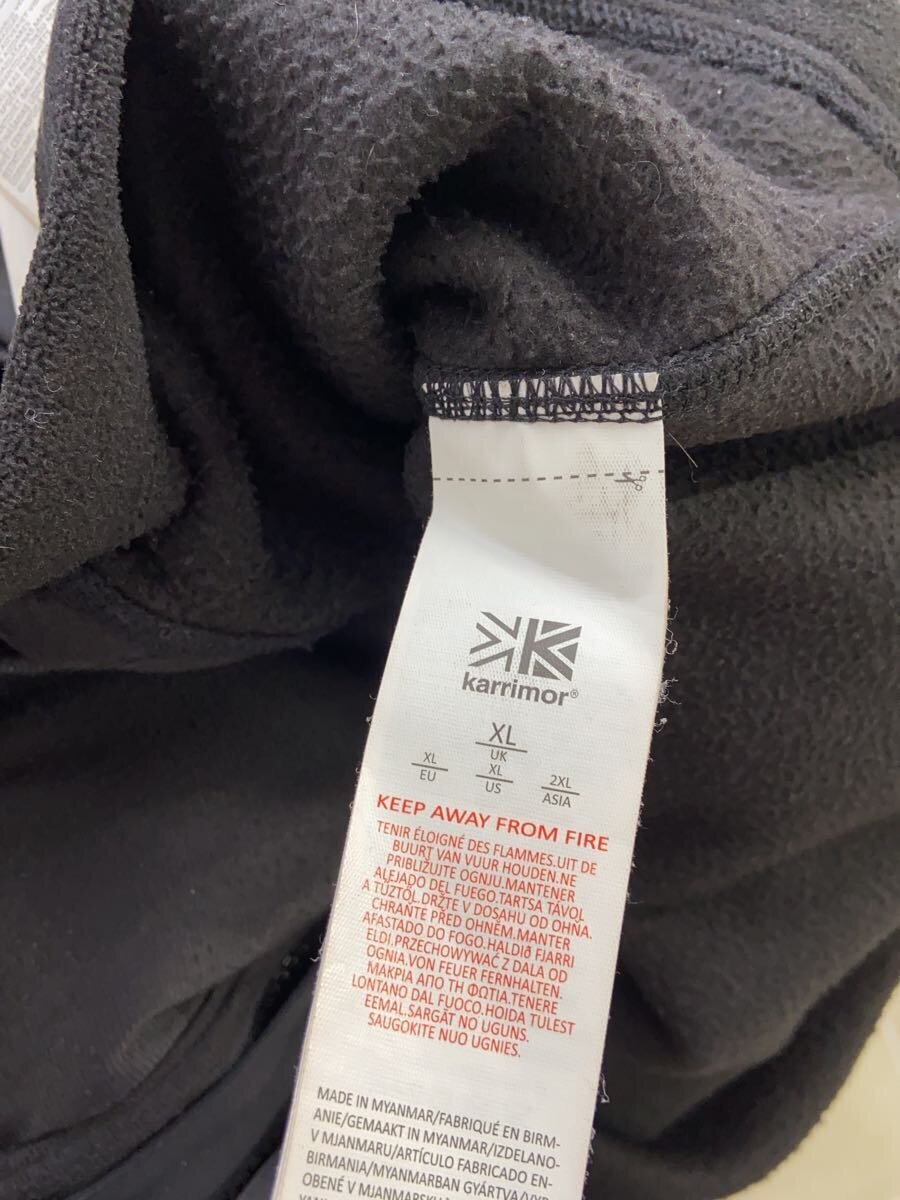 karrimor®
XL
UK
XL
EU
XL
US
2XL
ASIA
KEEP AWAY FROM FIRE
TENIR ÉLOIGNÉ DES FLAMMES.UIT DE
BUURT VAN VUUR HOUDEN.NE
PRIBLIŽUJTE OGNJU.MANTENER
ALEJADO DEL FUEGO.TARTSA TÁVOL
A TŰZTŐL.DRŽTE V DOSAHU OD OHŇA.
CHRAŇTE PŘED OHNĚM.MANTER
AFASTADO DO FOGO.HALDIÐ FJARRI
ELDI.PRZECHOWYWAĆ Z DALA OD
OGNIA.VON FEUER FERNHALTEN.
ΜΑΚΡΙΑ ΑΠΟ ΤΗ ΦΩΤΙΑ.TENERE
LONTANO DAL FUOCO.HOIDA TULEST
EEMAL.SARGĀT NO UGUNS.
SAUGOKITE NUO UGNIES.
MADE IN MYANMAR/FABRIQUÉ EN BIRM-
ANIE/GEMAAKT IN MYANMAR/IZDELANO-
V MJANMARU/ARTÍCULO FABRICADO EN-
BIRMANIA/MYANMARBAN GYÁRTVA/VYR
OBENÉ V MJANMARSKU/